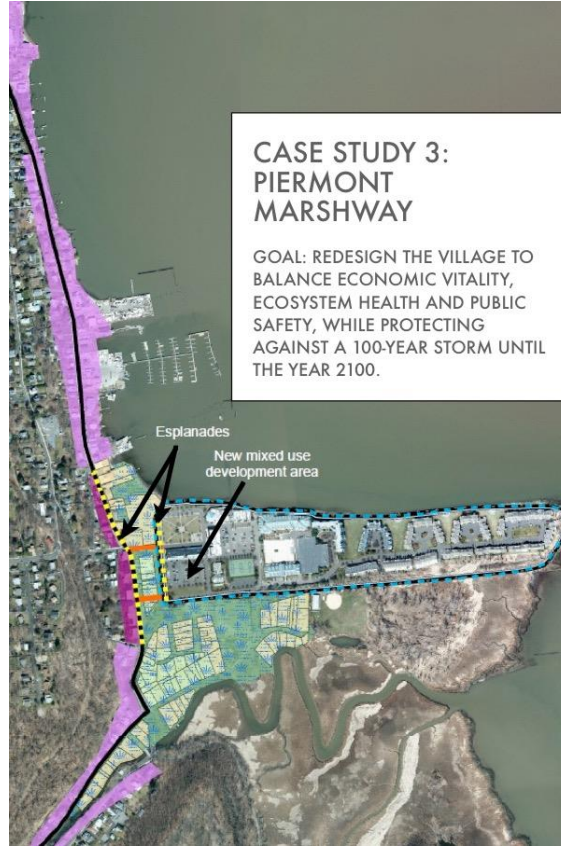 CASE STUDY 3:
PIERMONT
MARSHWAY
GOAL: REDESIGN THE VILLAGE TO
BALANCE ECONOMIC VITALITY,
ECOSYSTEM HEALTH AND PUBLIC
SAFETY, WHILE PROTECTING
AGAINST A 100-YEAR STORM UNTIL
THE YEAR 2100.
Esplanades
New mixed use
development area